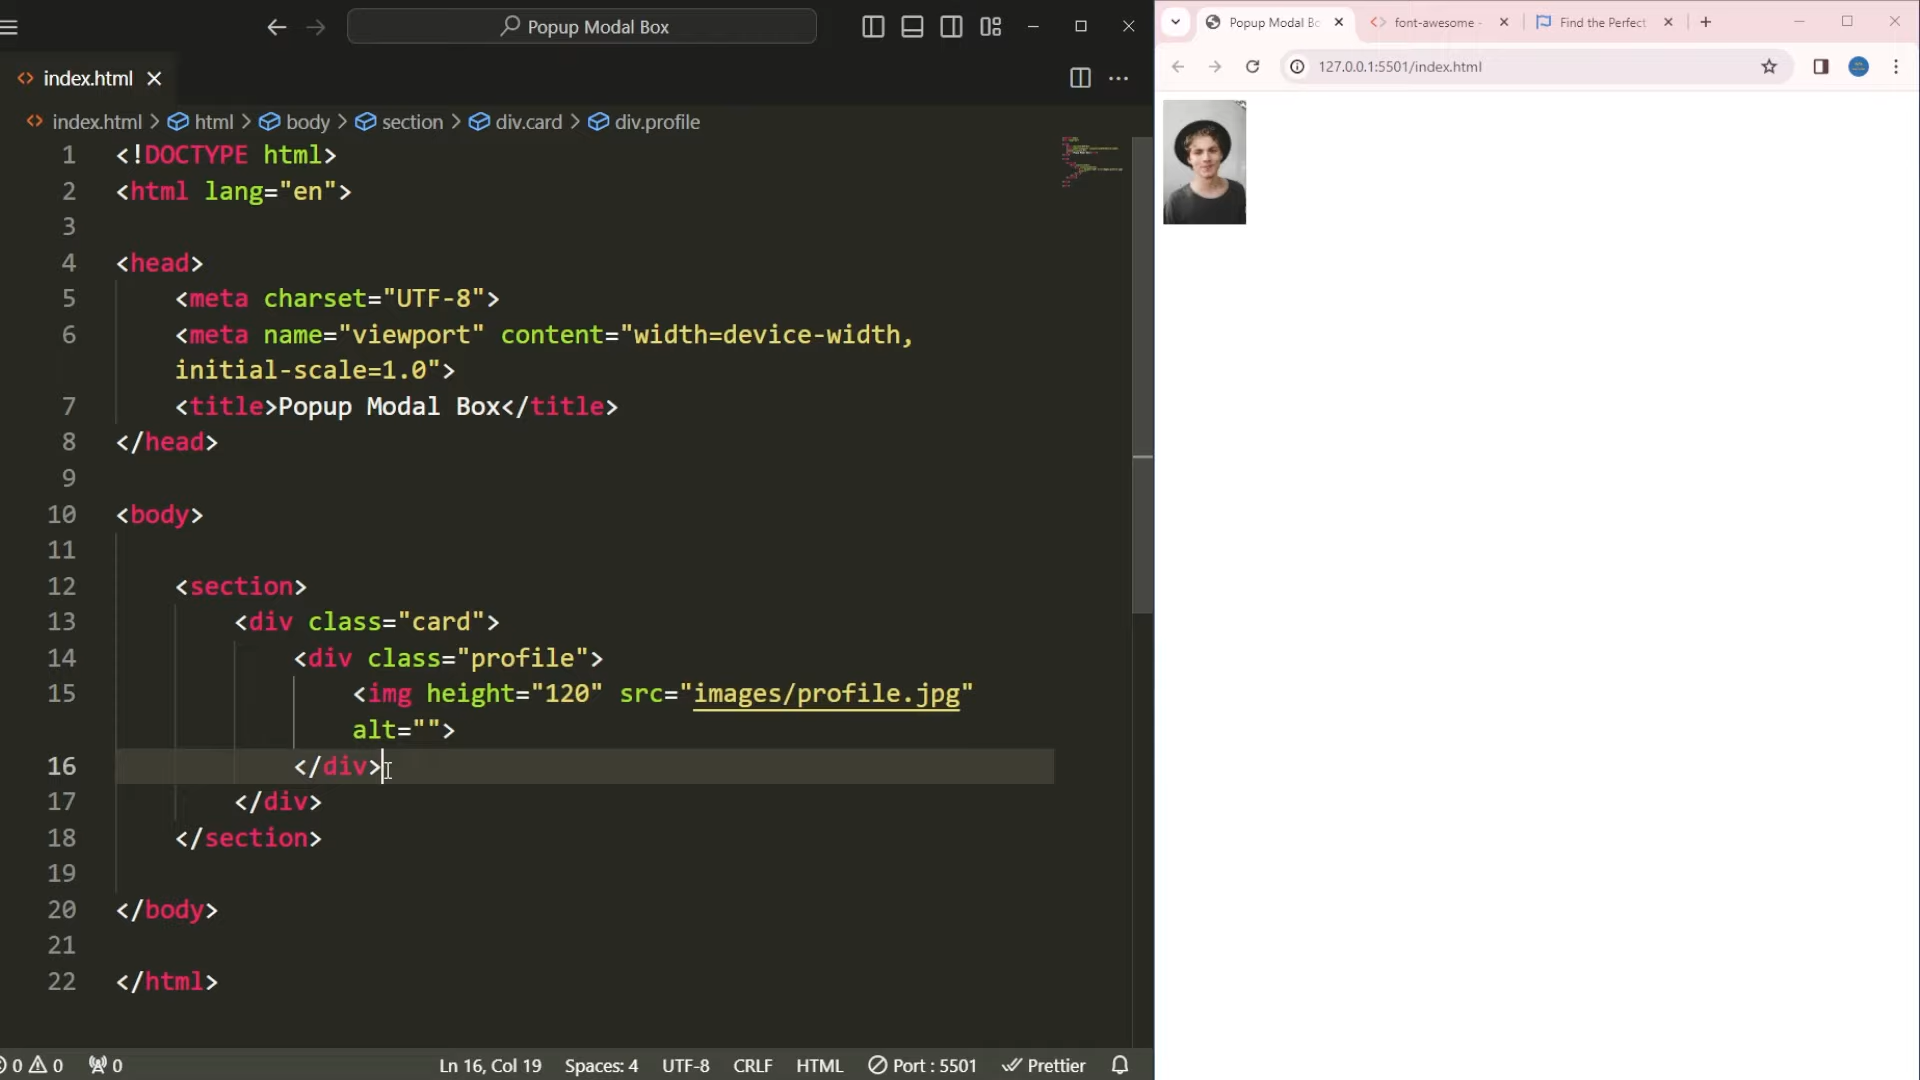 Popup Modal Box
index.html
index.html > html > body > section > div.card > div.profile
1 <!DOCTYPE html>
2 <html lang="en">
3
4 <head>
5 <meta charset="UTF-8">
6 <meta name="viewport" content="width=device-width,
initial-scale=1.0">
7 <title>Popup Modal Box</title>
8 </head>
9
10 <body>
11
12 <section>
13 <div class="card">
14 <div class="profile">
15 <img height="120" src="images/profile.jpg"
alt="">
16 </div>
17 </div>
18 </section>
19
20 </body>
21
22 </html>
0 0 0 Ln 16, Col 19 Spaces: 4 UTF-8 CRLF HTML Port : 5501 Prettier
Popup Modal Bo font-awesome - Find the Perfect
127.0.0.1:5501/index.html